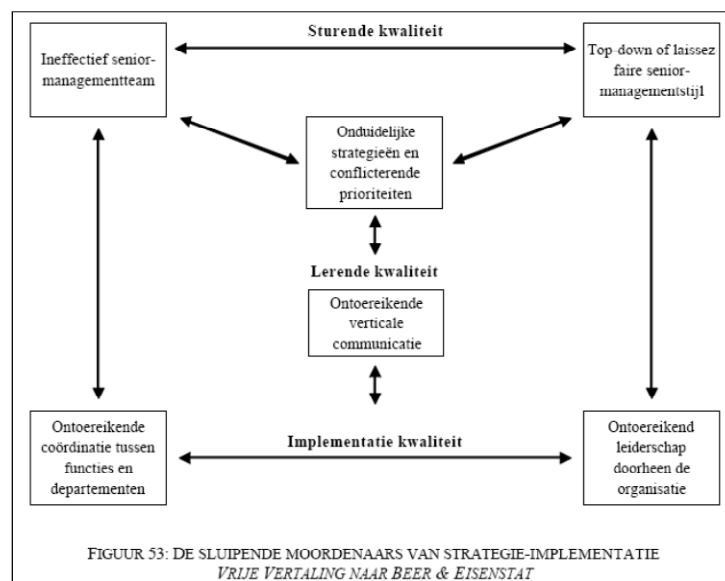 Sturende kwaliteit
Ineffectief senior-
managementteam
Top-down of laissez
faire senior-
managementstijl
Onduidelijke
strategieën en
conflicterende
prioriteiten
Lerende kwaliteit
Ontoereikende
verticale
communicatie
Ontoereikende
coördinatie tussen
functies en
departementen
Implementatie kwaliteit
Ontoereikend
leiderschap
doorheen de
organisatie
FIGUUR 53: DE SLUIPENDE MOORDENAARS VAN STRATEGIE-IMPLEMENTATIE
VRIJE VERTALING NAAR BEER & EISENSTAT